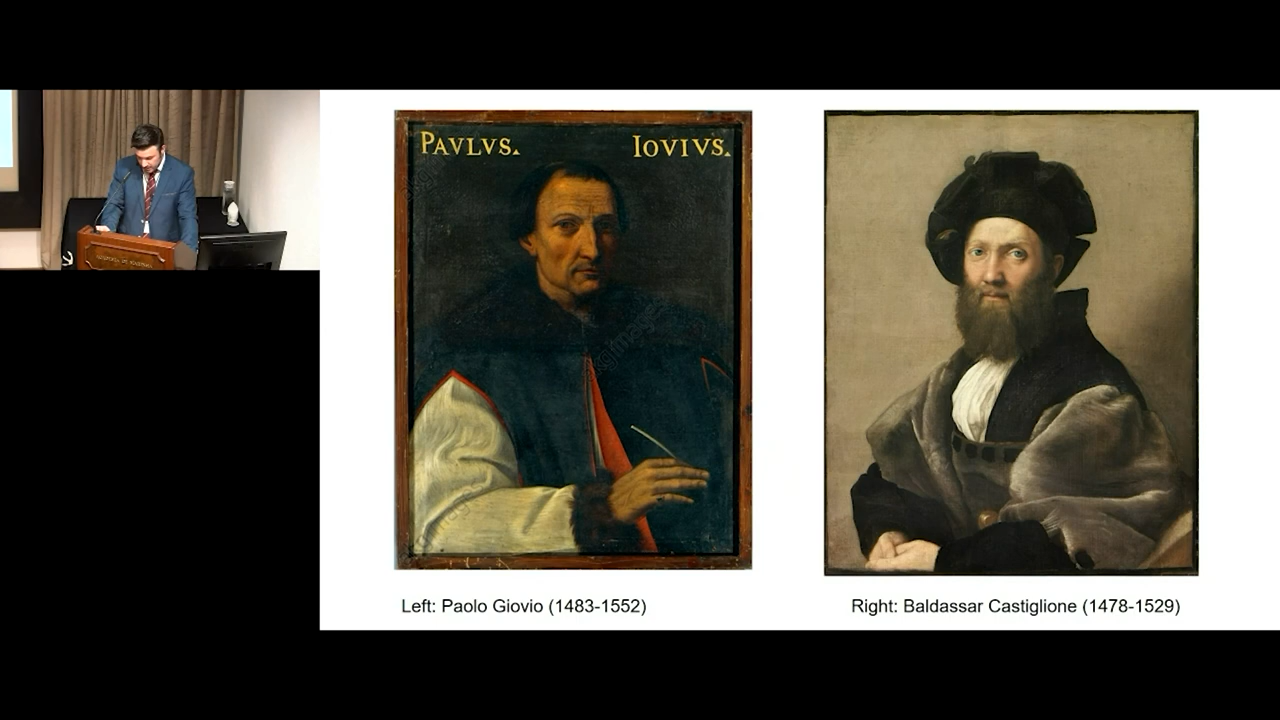 PAVLVS. IOVIVS.
Left: Paolo Giovio (1483-1552)
Right: Baldassar Castiglione (1478-1529)